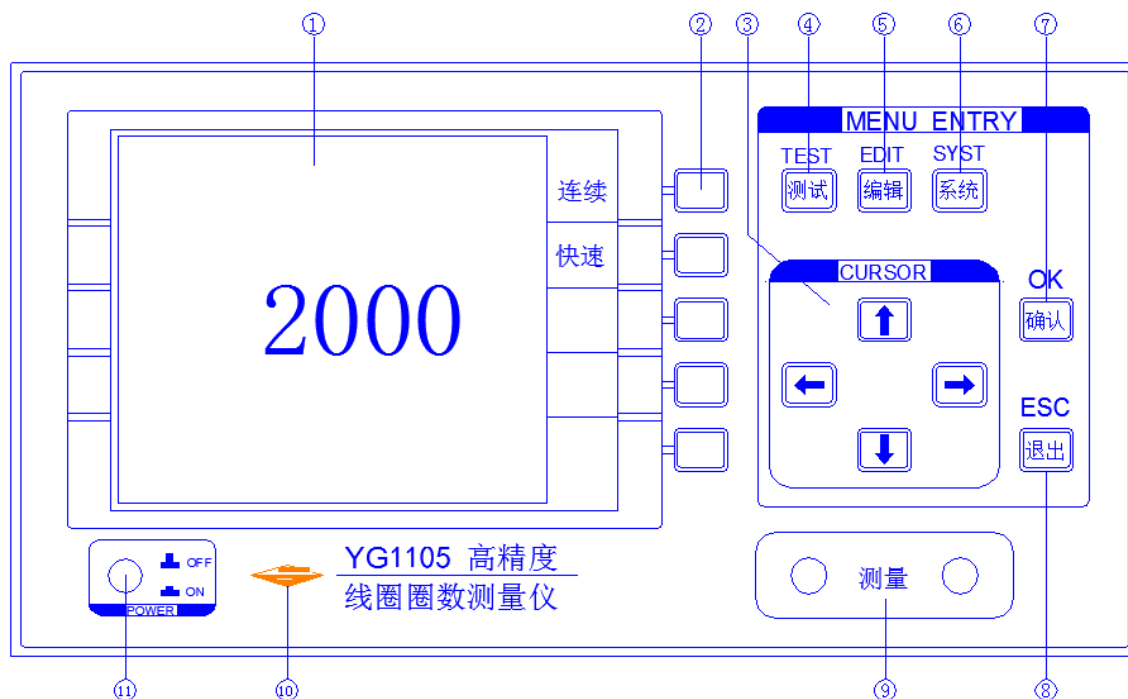 ① ② ③ ④ ⑤ ⑥ ⑦
MENU ENTRY
TEST EDIT SYST
测试 编辑 系统
连续
快速
2000
CURSOR
OK
确认
ESC
退出
OFF
ON
POWER
YG1105 高精度
线圈圈数测量仪
测量
⑪ ⑩ ⑨ ⑧